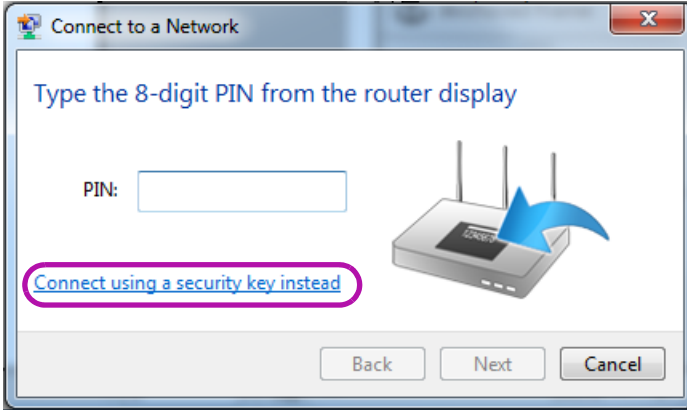 Connect to a Network
Type the 8-digit PIN from the router display
PIN:
12345670
Connect using a security key instead
Back Next Cancel